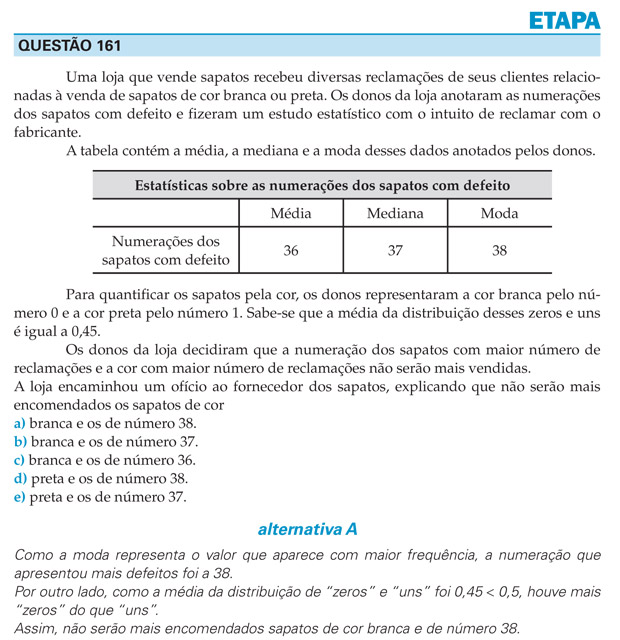 ETAPA
QUESTÃO 161
Uma loja que vende sapatos recebeu diversas reclamações de seus clientes relacio-
nadas à venda de sapatos de cor branca ou preta. Os donos da loja anotaram as numerações
dos sapatos com defeito e fizeram um estudo estatístico com o intuito de reclamar com o
fabricante.
A tabela contém a média, a mediana e a moda desses dados anotados pelos donos.
Estatísticas sobre as numerações dos sapatos com defeito
Média Mediana Moda
Numerações dos
sapatos com defeito 36 37 38
Para quantificar os sapatos pela cor, os donos representaram a cor branca pelo nú-
mero 0 e a cor preta pelo número 1. Sabe-se que a média da distribuição desses zeros e uns
é igual a 0,45.
Os donos da loja decidiram que a numeração dos sapatos com maior número de
reclamações e a cor com maior número de reclamações não serão mais vendidas.
A loja encaminhou um ofício ao fornecedor dos sapatos, explicando que não serão mais
encomendados os sapatos de cor
a) branca e os de número 38.
b) branca e os de número 37.
c) branca e os de número 36.
d) preta e os de número 38.
e) preta e os de número 37.
alternativa A
Como a moda representa o valor que aparece com maior frequência, a numeração que
apresentou mais defeitos foi a 38.
Por outro lado, como a média da distribuição de “zeros” e “uns” foi 0,45 < 0,5, houve mais
“zeros” do que “uns”.
Assim, não serão mais encomendados sapatos de cor branca e de número 38.